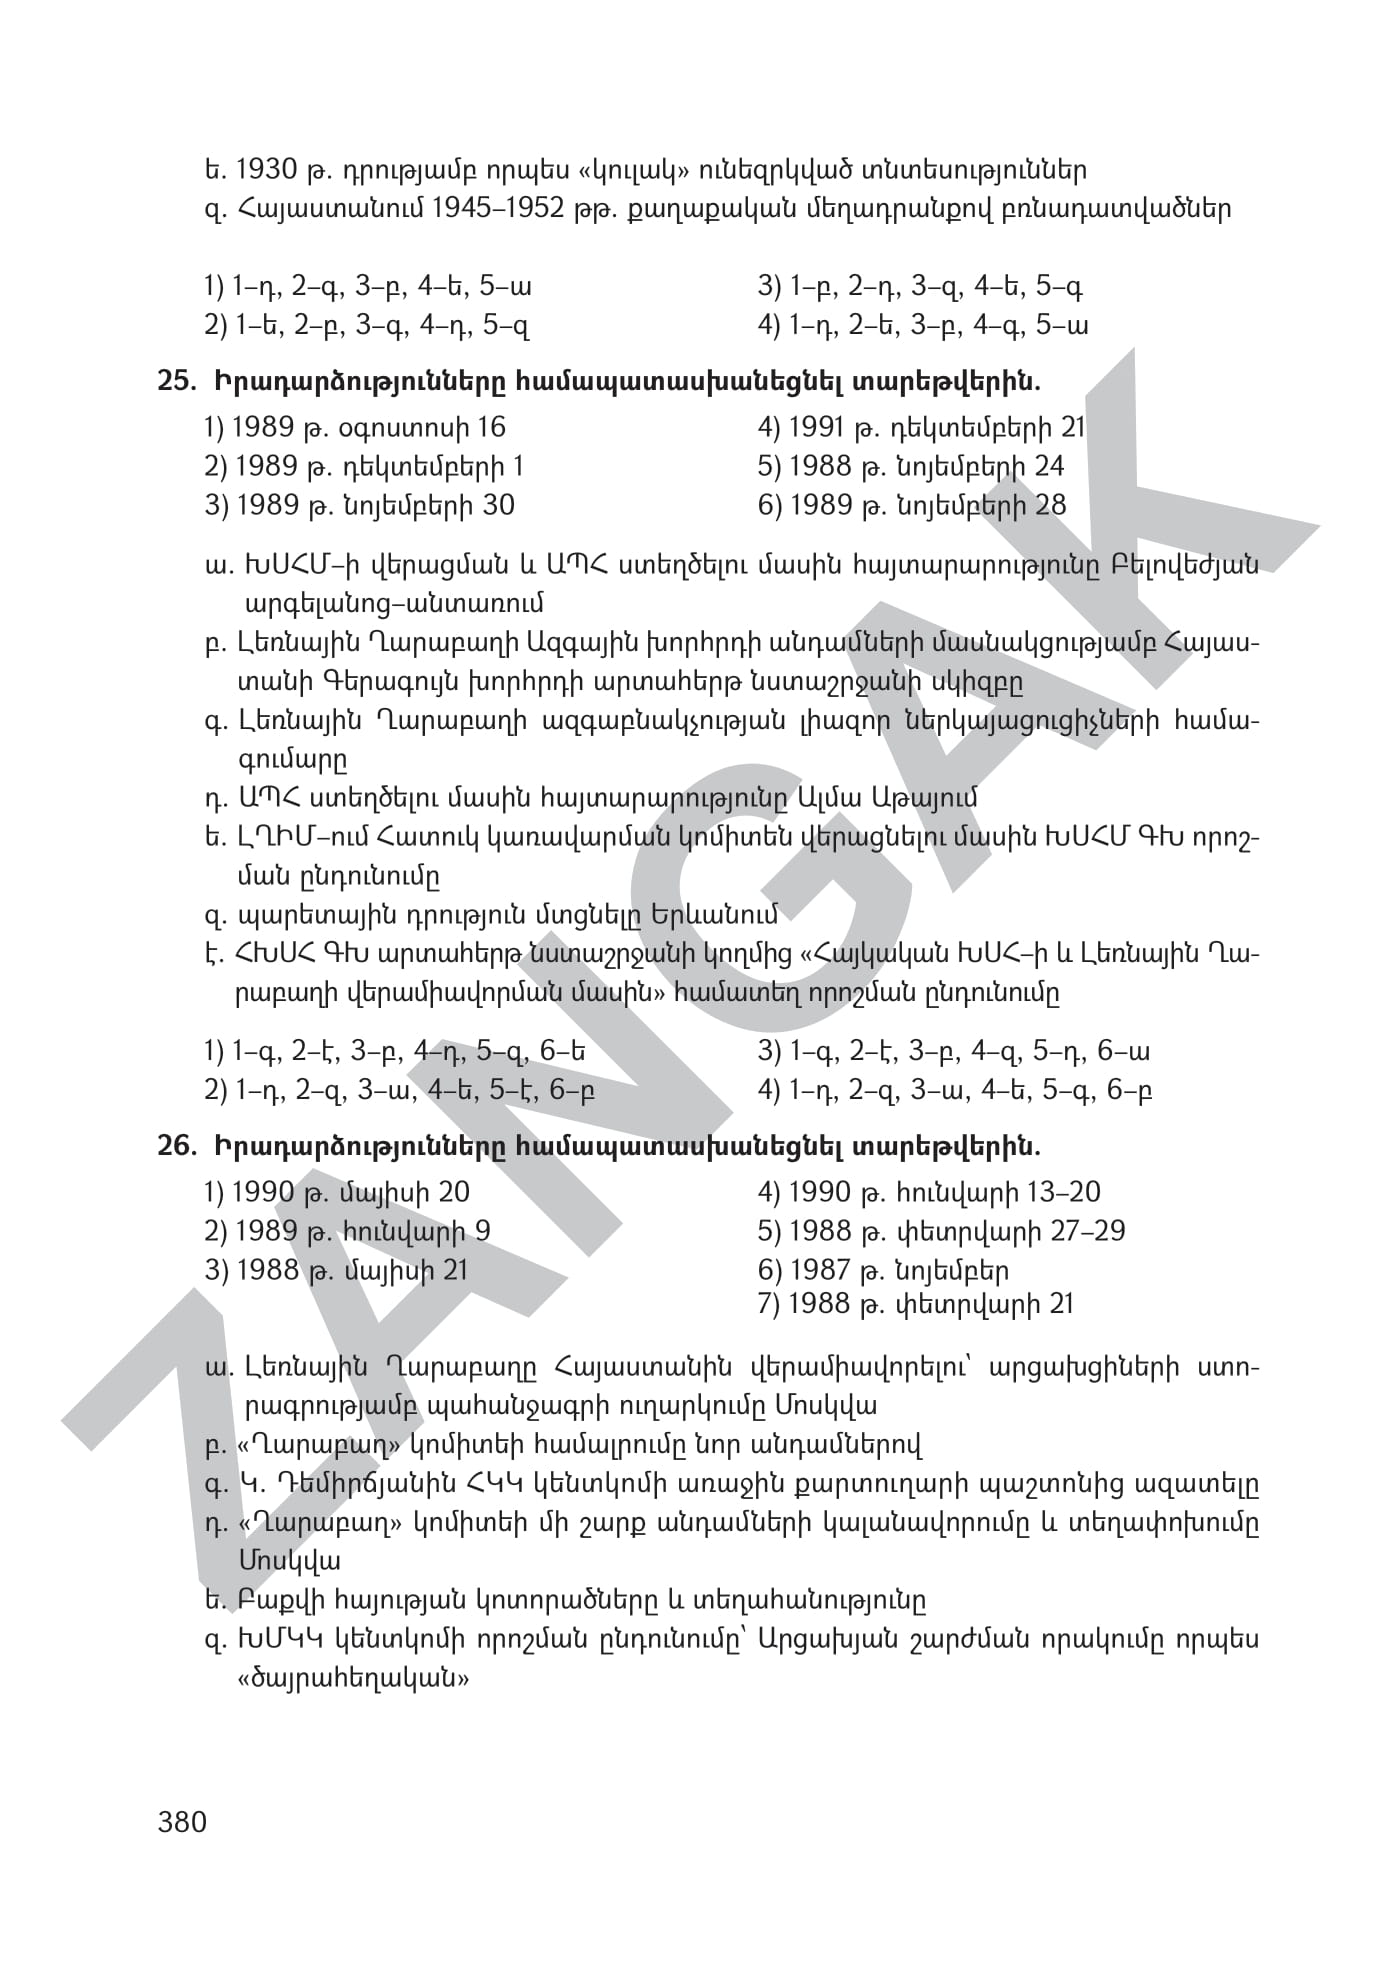 ե. 1930 թ. դրությամբ որպես «կուլակ» ունեզրկված տնտեսություններ
զ. Հայաստանում 1945–1952 թթ. քաղաքական մեղադրանքով բռնադատվածներ
1) 1–դ, 2–գ, 3–բ, 4–ե, 5–ա
3) 1–բ, 2–դ, 3–զ, 4–ե, 5–գ
2) 1–ե, 2–բ, 3–գ, 4–դ, 5–զ
4) 1–դ, 2–ե, 3–բ, 4–գ, 5–ա
25. Իրադարձությունները համապատասխանեցնել տարեթվերին.
1) 1989 թ. օգոստոսի 16
4) 1991 թ. դեկտեմբերի 21
2) 1989 թ. դեկտեմբերի 1
5) 1988 թ. նոյեմբերի 24
3) 1989 թ. նոյեմբերի 30
6) 1989 թ. նոյեմբերի 28
ա. ԽՍՀՄ–ի վերացման և ԱՊՀ ստեղծելու մասին հայտարարությունը Բելովեժյան
արգելանոց–անտառում
բ. Լեռնային Ղարաբաղի Ազգային խորհրդի անդամների մասնակցությամբ Հայաս-
տանի Գերագույն խորհրդի արտահերթ նստաշրջանի սկիզբը
գ. Լեռնային Ղարաբաղի ազգաբնակչության լիազոր ներկայացուցիչների համա-
գումարը
դ. ԱՊՀ ստեղծելու մասին հայտարարությունը Ալմա Աթայում
ե. ԼՂԻՄ–ում Հատուկ կառավարման կոմիտեն վերացնելու մասին ԽՍՀՄ ԳԽ որոշ-
ման ընդունումը
զ. պարետային դրություն մտցնելը Երևանում
է. ՀԽՍՀ ԳԽ արտահերթ նստաշրջանի կողմից «Հայկական ԽՍՀ–ի և Լեռնային Ղա-
րաբաղի վերամիավորման մասին» համատեղ որոշման ընդունումը
1) 1–գ, 2–է, 3–բ, 4–դ, 5–զ, 6–ե
3) 1–գ, 2–է, 3–բ, 4–զ, 5–դ, 6–ա
2) 1–դ, 2–զ, 3–ա, 4–ե, 5–է, 6–բ
4) 1–դ, 2–զ, 3–ա, 4–ե, 5–գ, 6–բ
26. Իրադարձությունները համապատասխանեցնել տարեթվերին.
1) 1990 թ. մայիսի 20
4) 1990 թ. հունվարի 13–20
2) 1989 թ. հունվարի 9
5) 1988 թ. փետրվարի 27–29
3) 1988 թ. մայիսի 21
6) 1987 թ. նոյեմբեր
7) 1988 թ. փետրվարի 21
ա. Լեռնային Ղարաբաղը Հայաստանին վերամիավորելու՝ արցախցիների ստո-
րագրությամբ պահանջագրի ուղարկումը Մոսկվա
բ. «Ղարաբաղ» կոմիտեի համալրումը նոր անդամներով
գ. Կ. Դեմիրճյանին ՀԿԿ կենտկոմի առաջին քարտուղարի պաշտոնից ազատելը
դ. «Ղարաբաղ» կոմիտեի մի շարք անդամների կալանավորումը և տեղափոխումը
Մոսկվա
ե. Բաքվի հայության կոտորածները և տեղահանությունը
զ. ԽՄԿԿ կենտկոմի որոշման ընդունումը՝ Արցախյան շարժման որակումը որպես
«ծայրահեղական»
380
ZANGAK